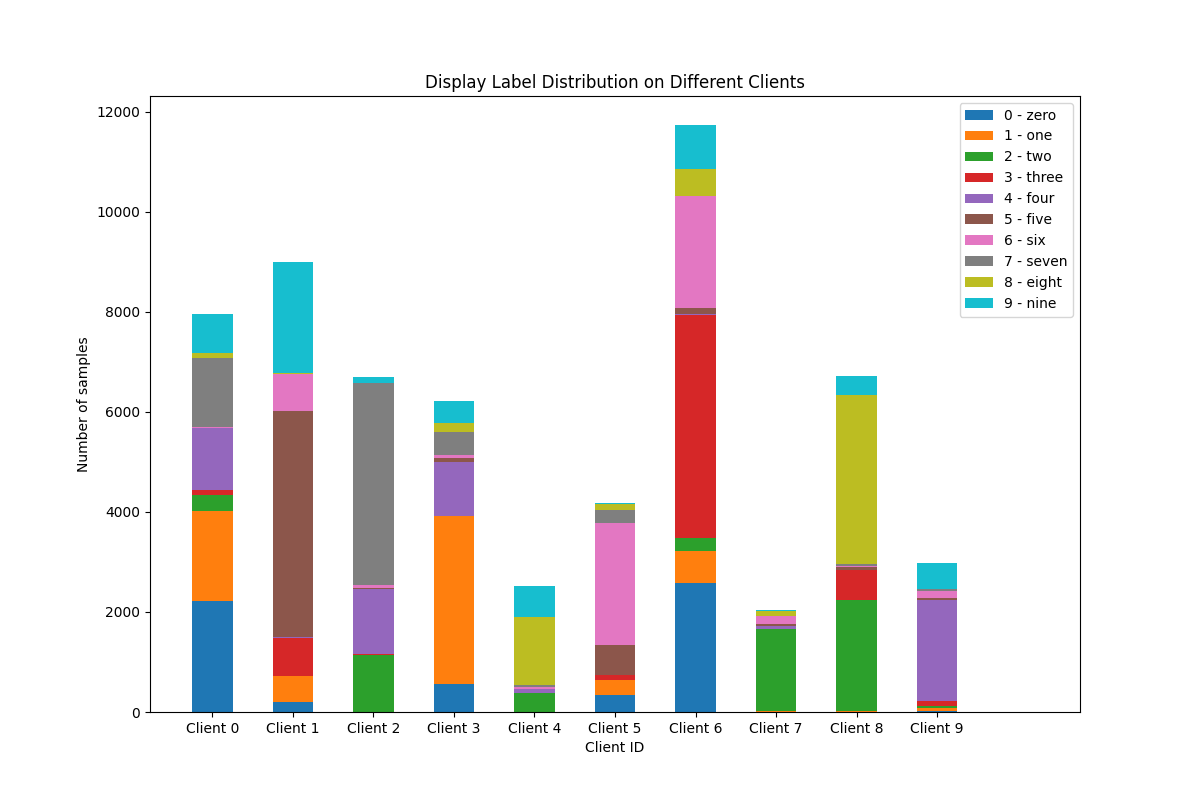 Display Label Distribution on Different Clients
12000
10000
8000
6000
4000
2000
0
Number of samples
0 - zero
1 - one
2 - two
3 - three
4 - four
5 - five
6 - six
7 - seven
8 - eight
9 - nine
Client 0 Client 1 Client 2 Client 3 Client 4 Client 5 Client 6 Client 7 Client 8 Client 9
Client ID